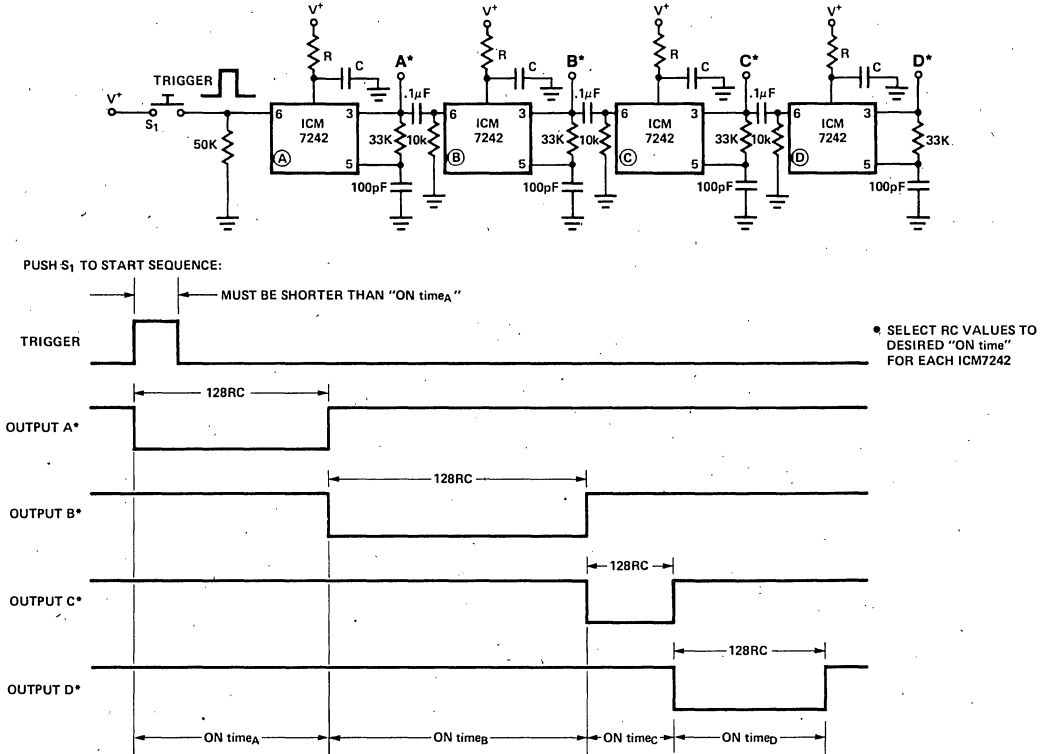 V+ V+ V+ V+
R R R R
C A* C B* C C* C D*
TRIGGER
V+
S1
.1µF .1µF .1µF
6 ICM 7242 3
6 ICM 7242 3
6 ICM 7242 3
6 ICM 7242 3
50K 33K 10k 33K 10k 33K 10k 33K
A 5 B 5 C 5 D 5
100pF 100pF 100pF 100pF
PUSH S1 TO START SEQUENCE:
MUST BE SHORTER THAN "ON timeA"
TRIGGER
• SELECT RC VALUES TO
DESIRED "ON time"
FOR EACH ICM7242
128RC
OUTPUT A*
128RC
OUTPUT B*
128RC
OUTPUT C*
128RC
OUTPUT D*
ON timeA ON timeB ON timeC ON timeD